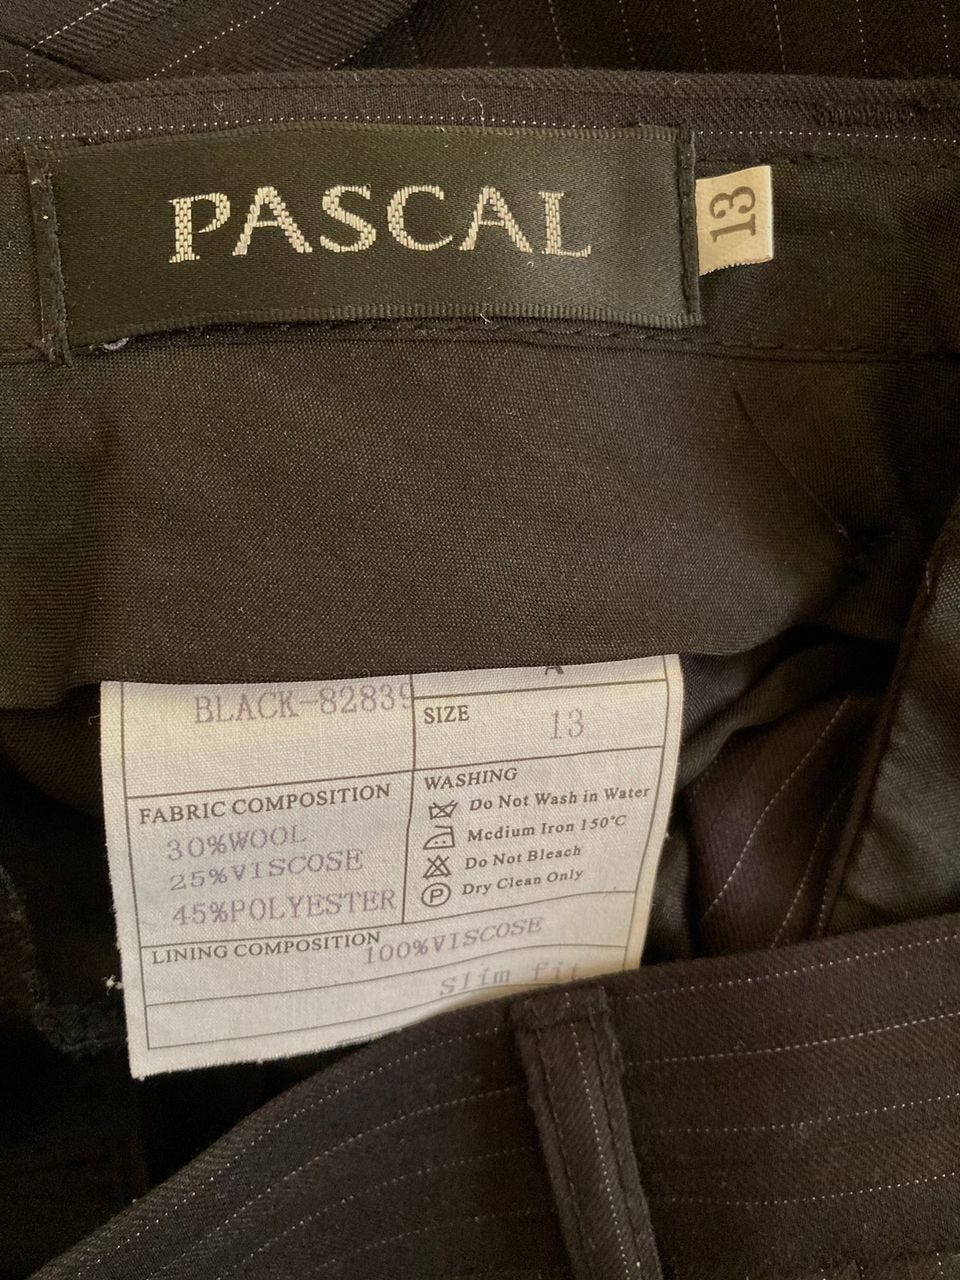 PASCAL
13
BLACK-82839
A
SIZE
13
FABRIC COMPOSITION
30%WOOL
25%VISCOSE
45%POLYESTER
WASHING
Do Not Wash in Water
Medium Iron 150°C
Do Not Bleach
P
Dry Clean Only
LINING COMPOSITION
100%VISCOSE
slim fit